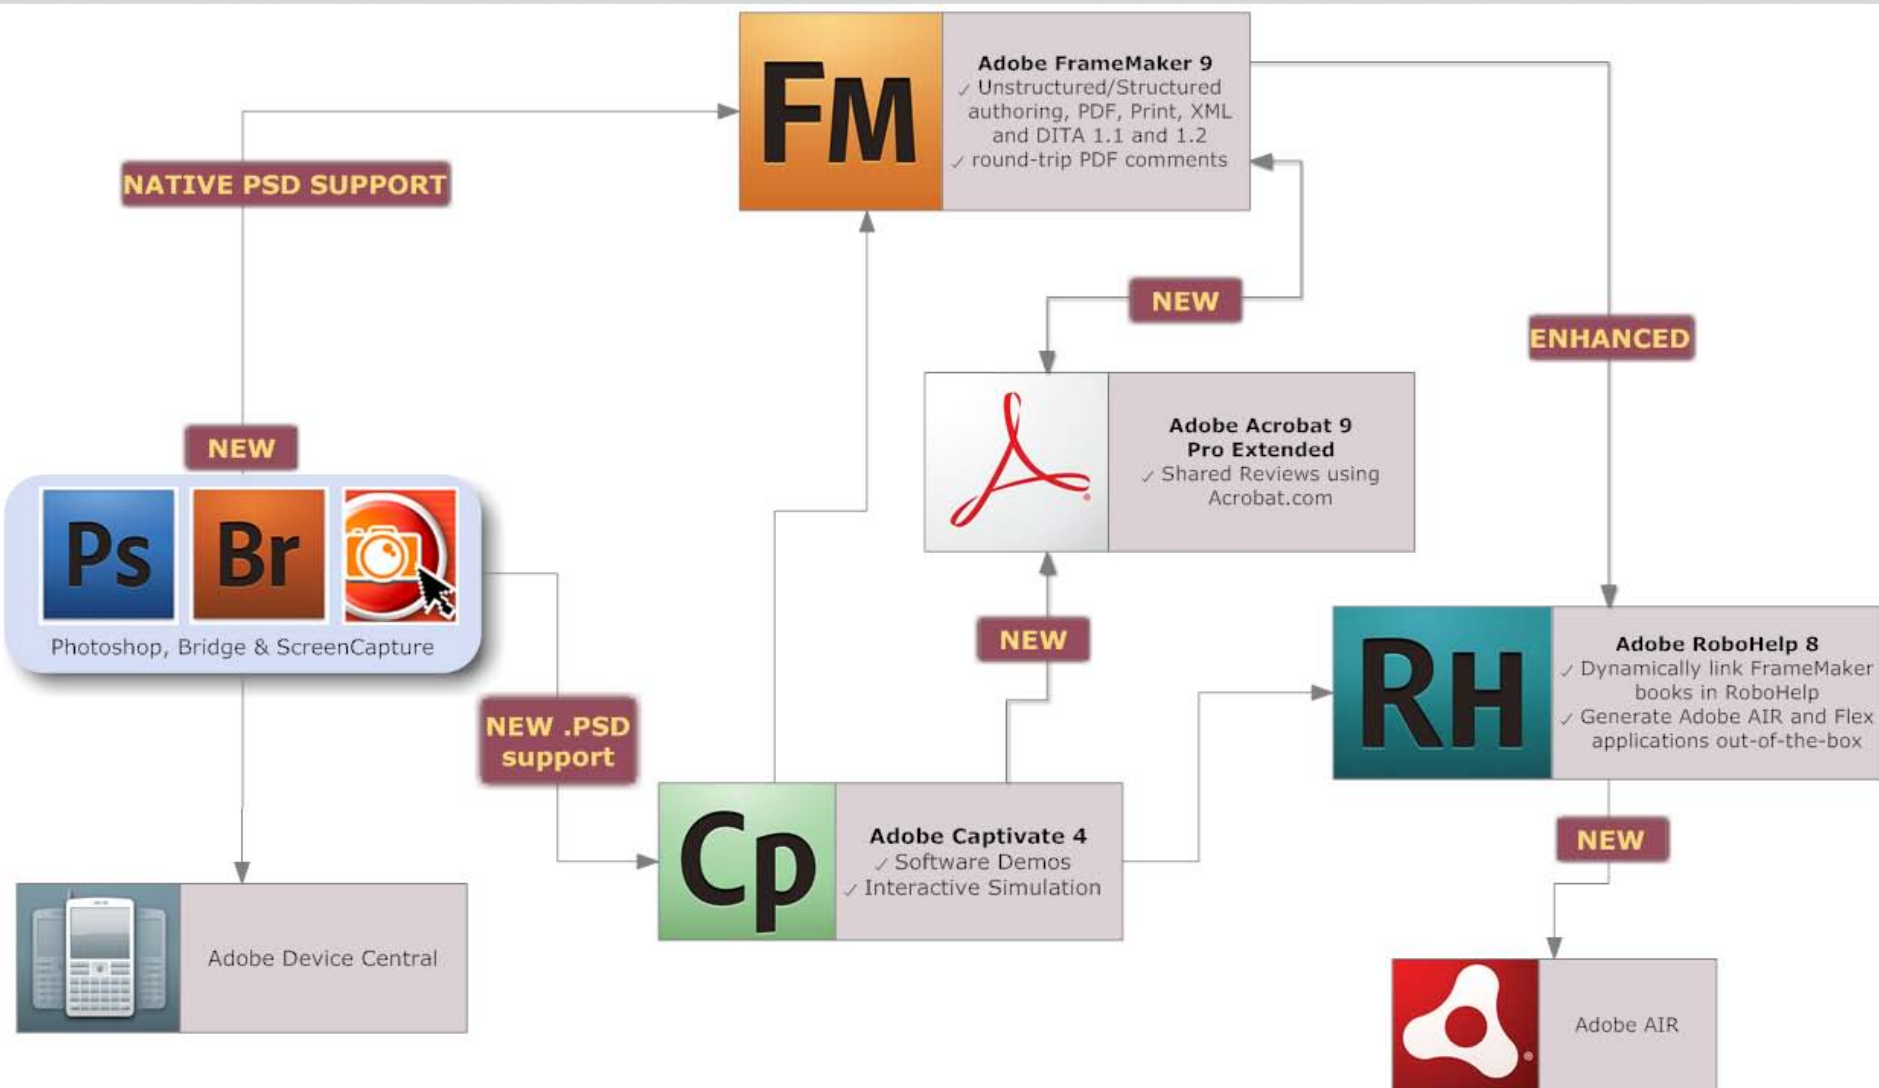 FM
Adobe FrameMaker 9
✓ Unstructured/Structured
authoring, PDF, Print, XML
and DITA 1.1 and 1.2
✓ round-trip PDF comments
NATIVE PSD SUPPORT
NEW
ENHANCED
NEW
Adobe Acrobat 9
Pro Extended
✓ Shared Reviews using
Acrobat.com
Ps
Br
Photoshop, Bridge & ScreenCapture
NEW
NEW .PSD
support
RH
Adobe RoboHelp 8
✓ Dynamically link FrameMaker
books in RoboHelp
✓ Generate Adobe AIR and Flex
applications out-of-the-box
Cp
Adobe Captivate 4
✓ Software Demos
✓ Interactive Simulation
NEW
Adobe Device Central
Adobe AIR